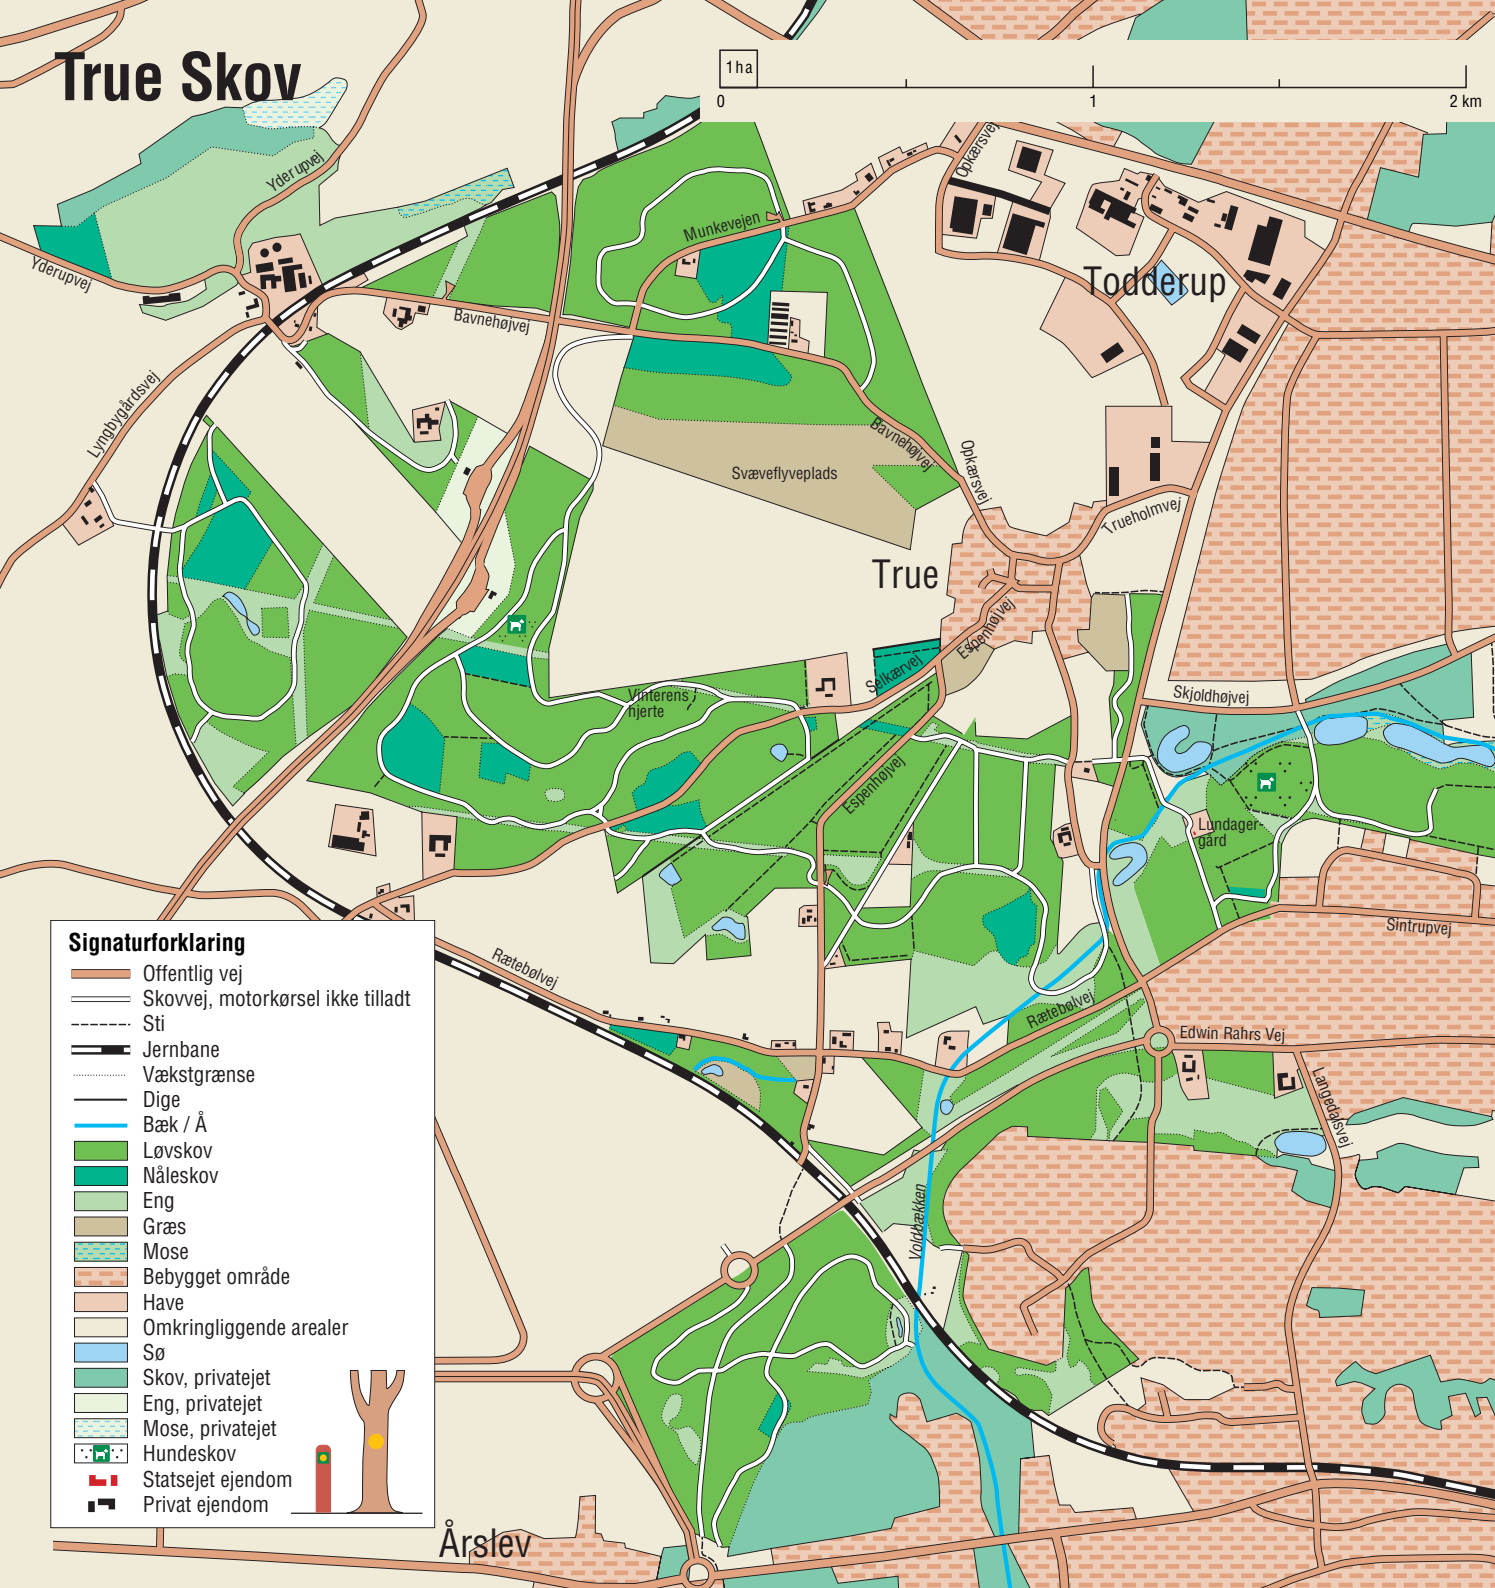 True Skov
1 ha
0
1
2 km
Opkærsvej
Yderupvej
Munkevejen
Yderupvej
Todderup
Bavnehøjvej
Lyngbygårdsvej
Bavnehøjvej
Opkærsvej
Svæveflyveplads
Trueholmvej
True
Espenhøjvej
Selkærvej
Vinterens
hjerte
Skjoldhøjvej
Espenhøjvej
Lundager-
gård
Sintrupvej
Rætebølvej
Rætebølvej
Edwin Rahrs Vej
Langedalsvej
Voldbækken
Årslev
Signaturforklaring
Offentlig vej
Skovvej, motorkørsel ikke tilladt
Sti
Jernbane
Vækstgrænse
Dige
Bæk / Å
Løvskov
Nåleskov
Eng
Græs
Mose
Bebygget område
Have
Omkringliggende arealer
Sø
Skov, privatejet
Eng, privatejet
Mose, privatejet
Hundeskov
Statsejet ejendom
Privat ejendom